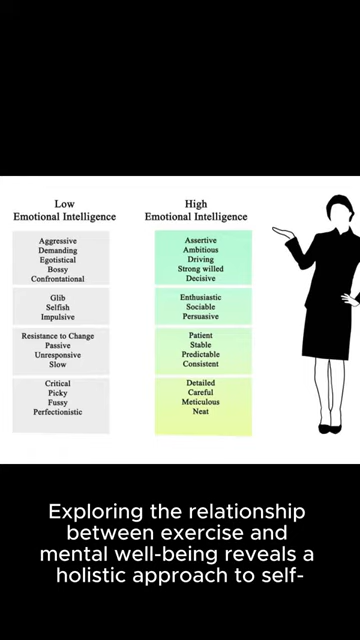 Low
Emotional Intelligence
Aggressive
Demanding
Egotistical
Bossy
Confrontational
Glib
Selfish
Impulsive
Resistance to Change
Passive
Unresponsive
Slow
Critical
Picky
Fussy
Perfectionistic
High
Emotional Intelligence
Assertive
Ambitious
Driving
Strong willed
Decisive
Enthusiastic
Sociable
Persuasive
Patient
Stable
Predictable
Consistent
Detailed
Careful
Meticulous
Neat
Exploring the relationship
between exercise and
mental well-being reveals a
holistic approach to self-